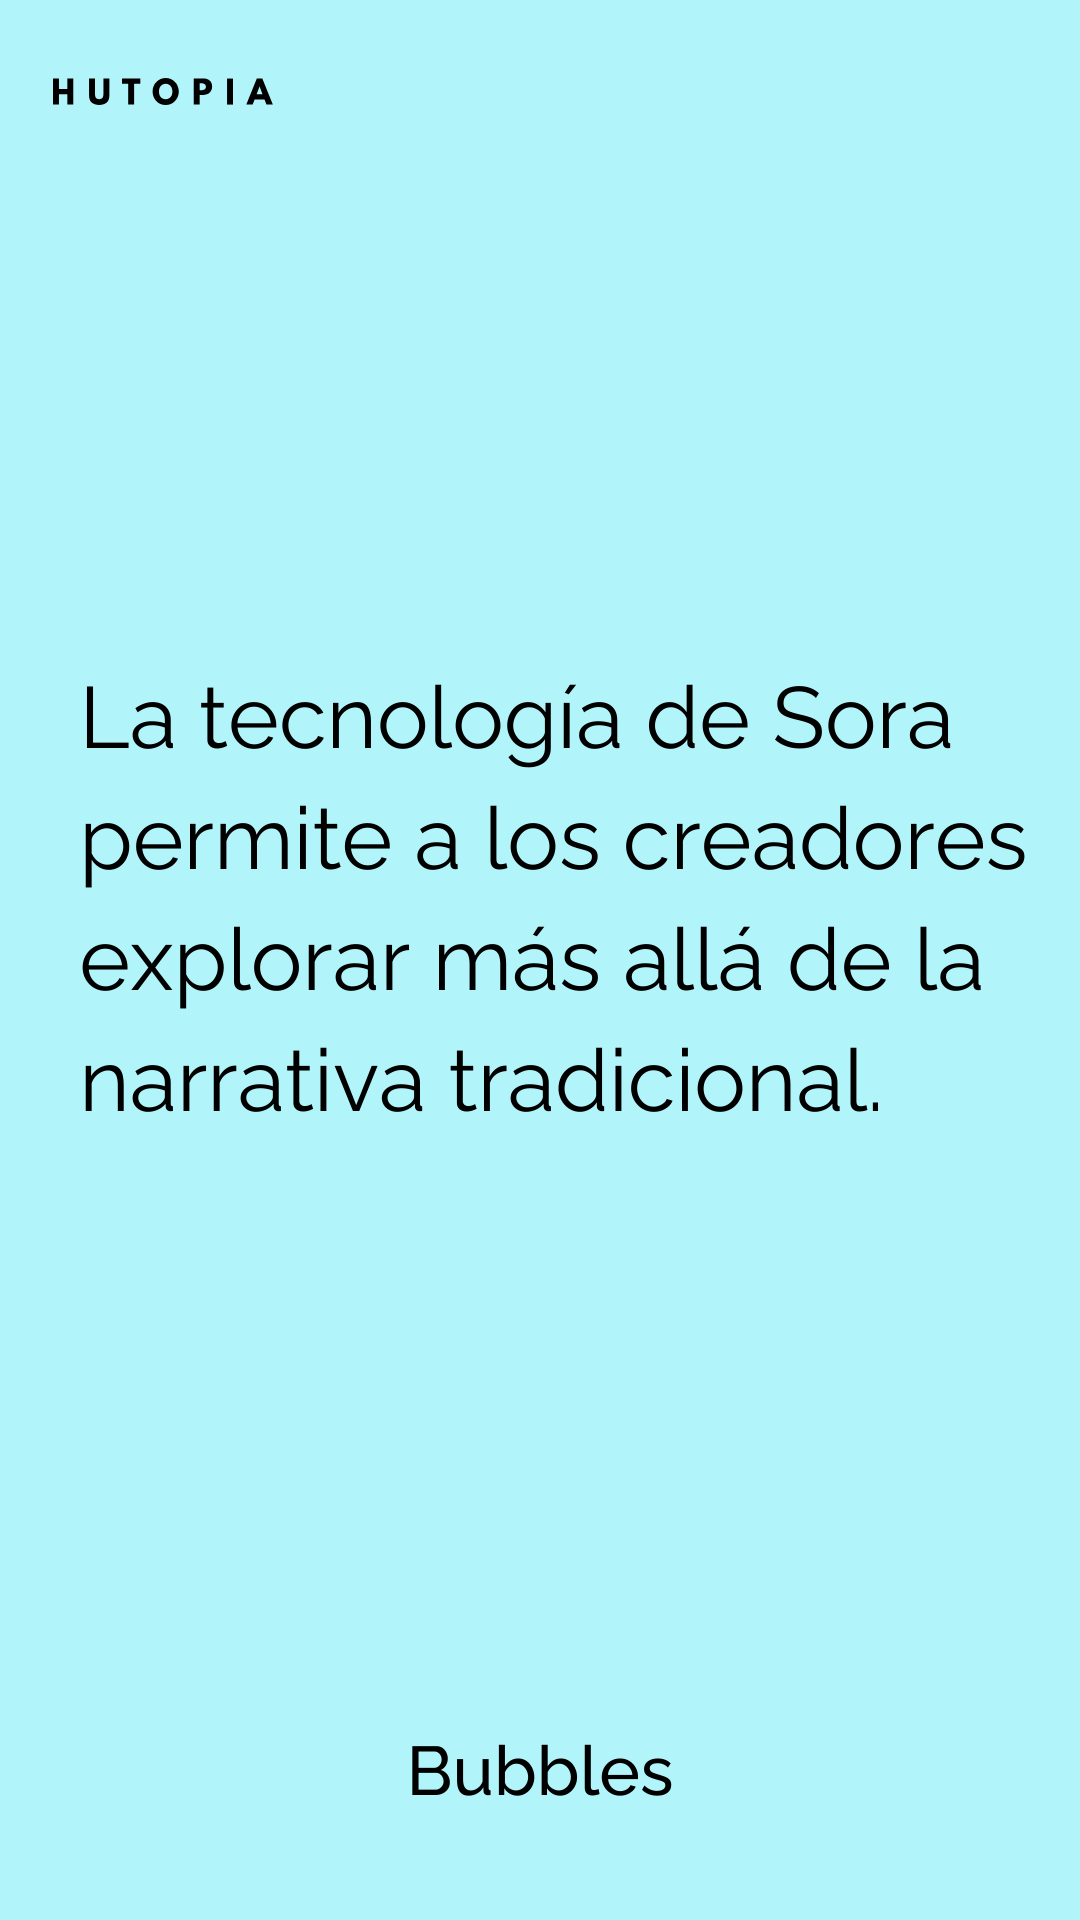 HUTOPIA
La tecnología de Sora
permite a los creadores
explorar más allá de la
narrativa tradicional.
Bubbles